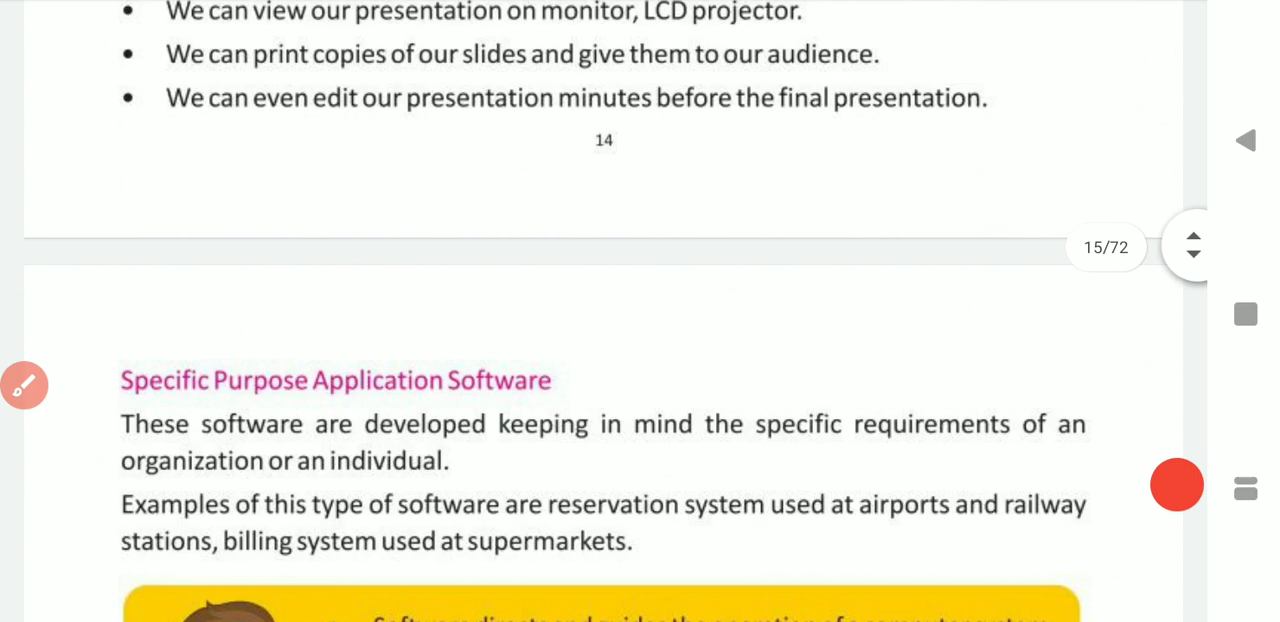 • We can view our presentation on monitor, LCD projector.
• We can print copies of our slides and give them to our audience.
• We can even edit our presentation minutes before the final presentation.
14
15/72
Specific Purpose Application Software
These software are developed keeping in mind the specific requirements of an
organization or an individual.
Examples of this type of software are reservation system used at airports and railway
stations, billing system used at supermarkets.